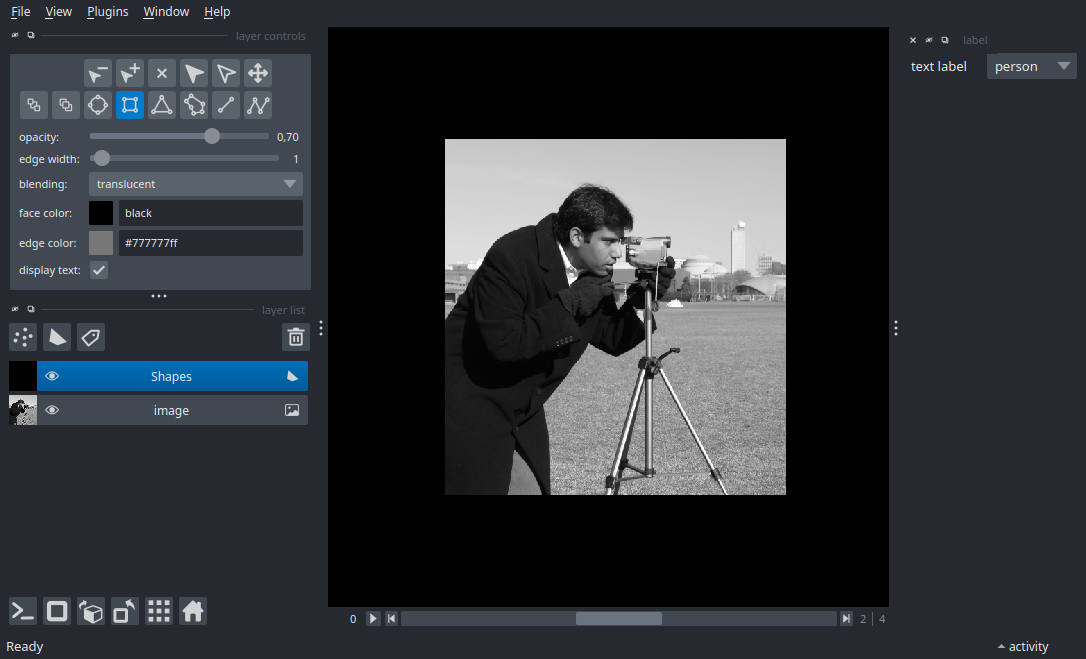 File View Plugins Window Help
layer controls
opacity: 0,70
edge width: 1
blending: translucent
face color: black
edge color: #777777ff
display text:
layer list
Shapes
image
label
text label person
0 2 4
Ready
activity